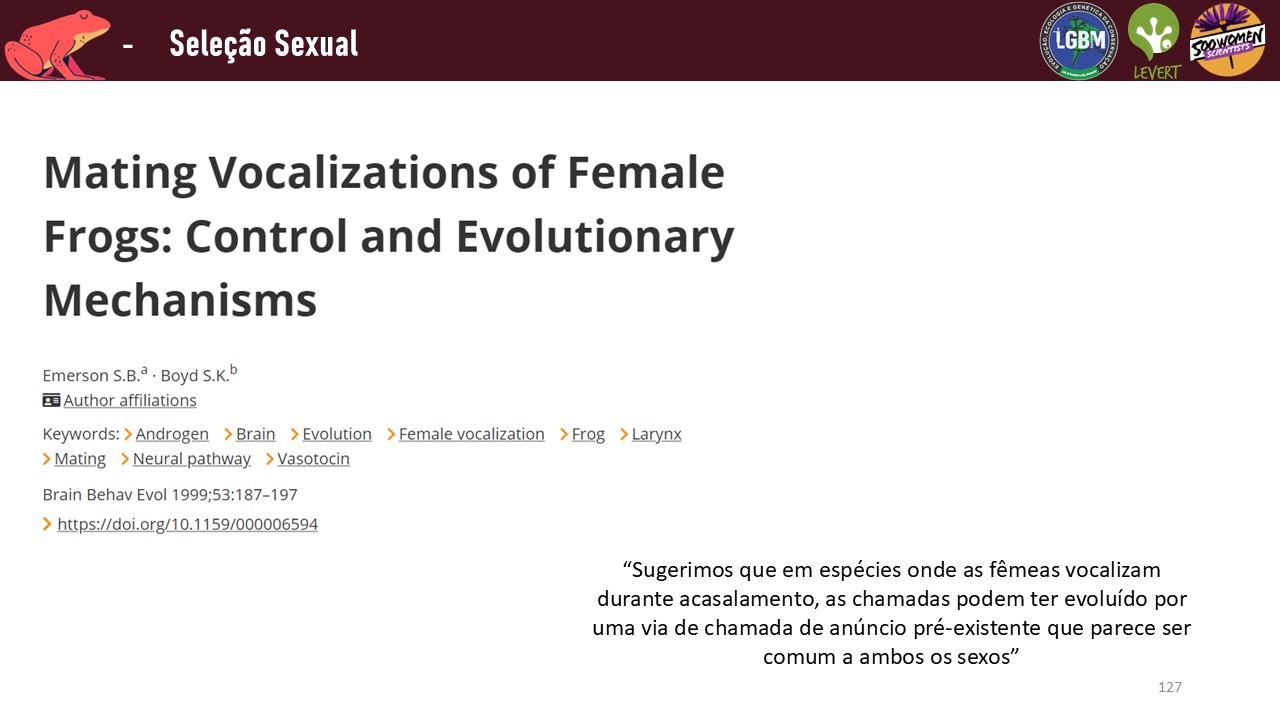 - Seleção Sexual
LGBM
LEVERT
500 WOMEN
SCIENTISTS
Mating Vocalizations of Female
Frogs: Control and Evolutionary
Mechanisms
Emerson S.B.a · Boyd S.K.b
Author affiliations
Keywords: Androgen Brain Evolution Female vocalization Frog Larynx
Mating Neural pathway Vasotocin
Brain Behav Evol 1999;53:187–197
https://doi.org/10.1159/000006594
“Sugerimos que em espécies onde as fêmeas vocalizam
durante acasalamento, as chamadas podem ter evoluído por
uma via de chamada de anúncio pré-existente que parece ser
comum a ambos os sexos”
127